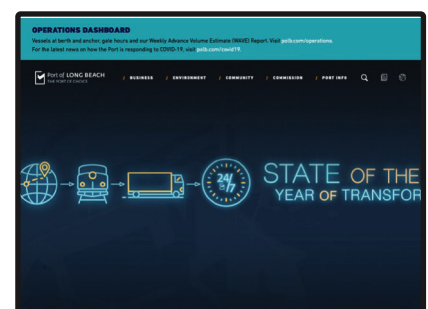 OPERATIONS DASHBOARD
Vessels at berth and anchor, gate hours and our Weekly Advance Volume Estimate (WAVE) Report. Visit polb.com/operations.
For the latest news on how the Port is responding to COVID-19, visit polb.com/covid19.
Port of LONG BEACH
THE PORT OF CHOICE
/ BUSINESS / ENVIRONMENT / COMMUNITY / COMMISSION / PORT INFO
24/7
STATE OF THE
YEAR OF TRANSFOR